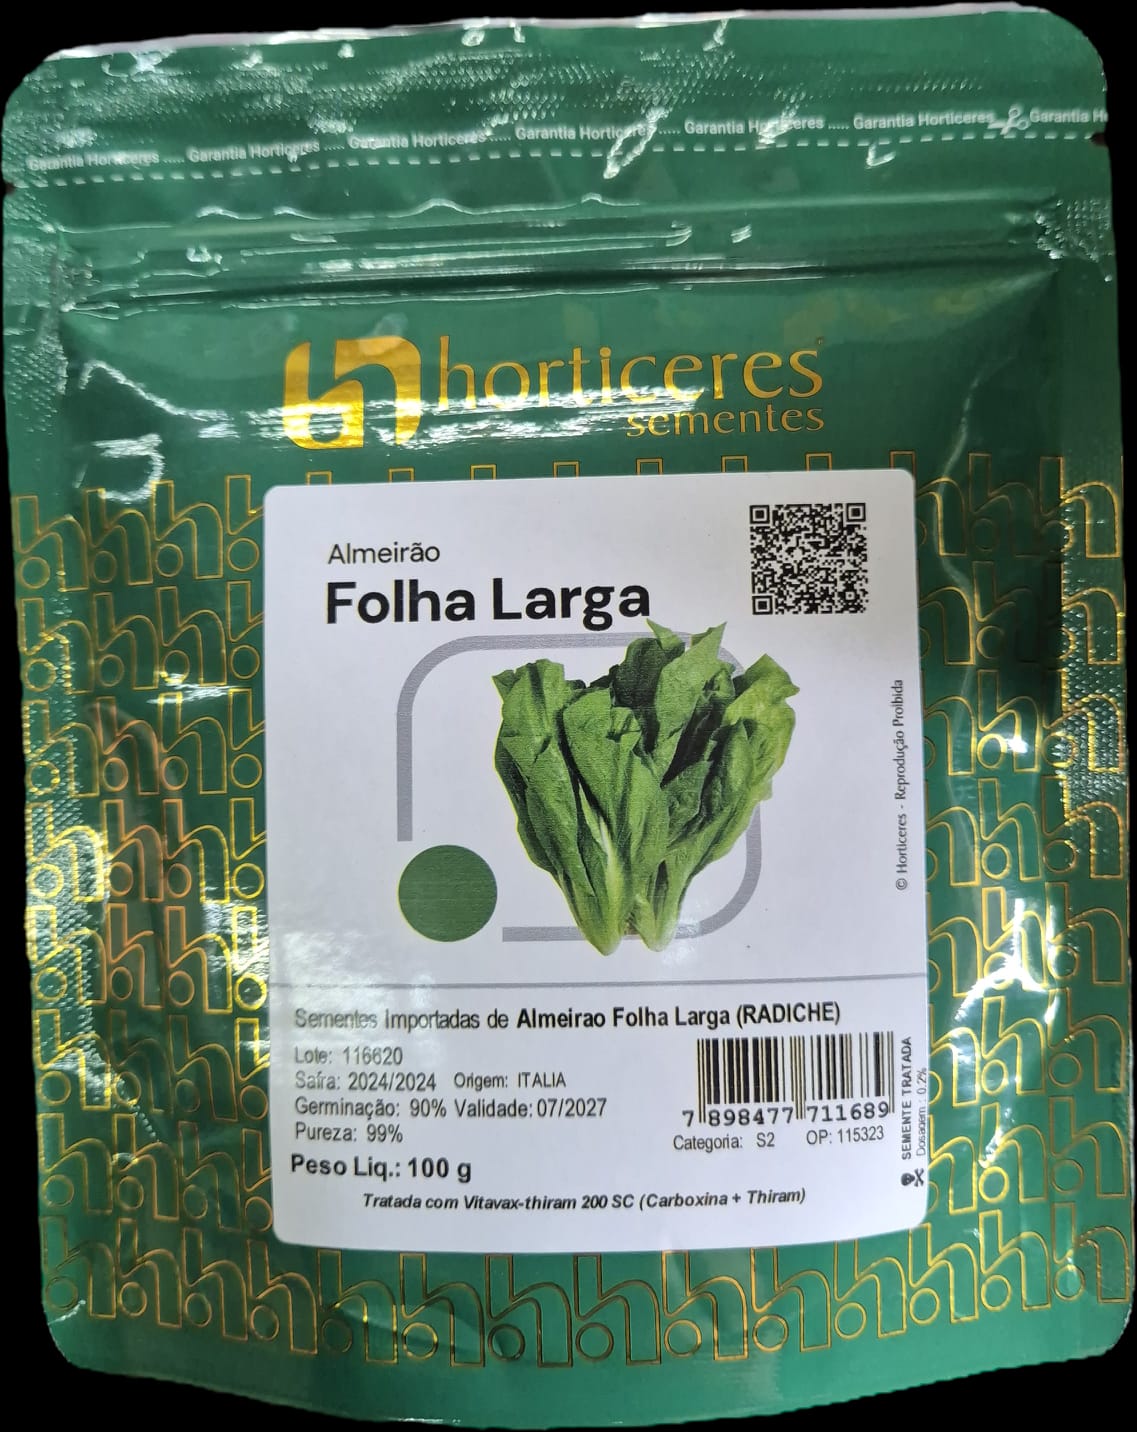 Garantia Horticeres ..... Garantia Horticeres ..... Garantia Horticeres ..... Garantia Horticeres ..... Garantia Horticeres ..... Garantia Horticeres ..... Garantia H
horticeres
sementes
Almeirão
Folha Larga
© Horticeres - Reprodução Proibida
Sementes Importadas de Almeirao Folha Larga (RADICHE)
Lote: 116620
Safra: 2024/2024 Origem: ITALIA
Germinação: 90% Validade: 07/2027
Pureza: 99%
Peso Liq.: 100 g
7 898477 711689
Categoria: S2 OP: 115323
SEMENTE TRATADA
Dosagem : 0.2%
Tratada com Vitavax-thiram 200 SC (Carboxina + Thiram)